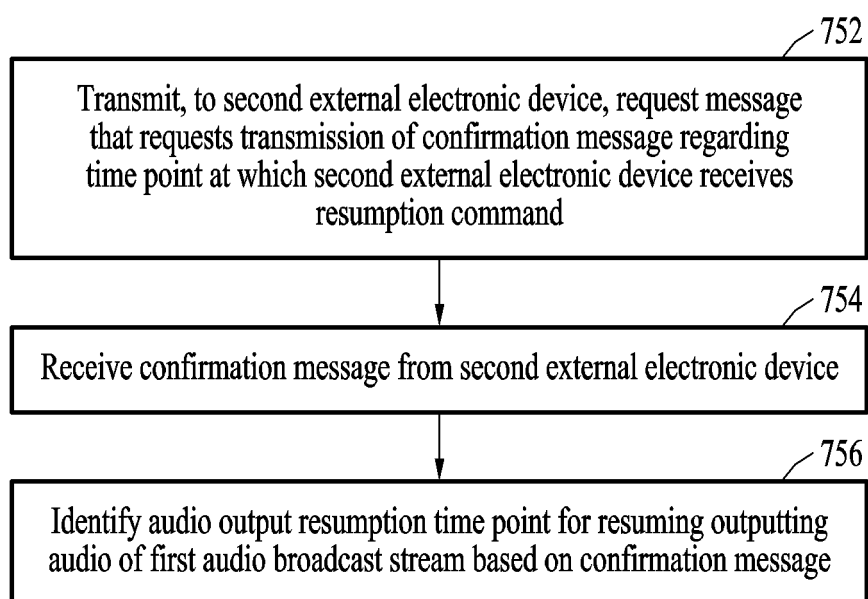 752
Transmit, to second external electronic device, request message
that requests transmission of confirmation message regarding
time point at which second external electronic device receives
resumption command
754
Receive confirmation message from second external electronic device
756
Identify audio output resumption time point for resuming outputting
audio of first audio broadcast stream based on confirmation message